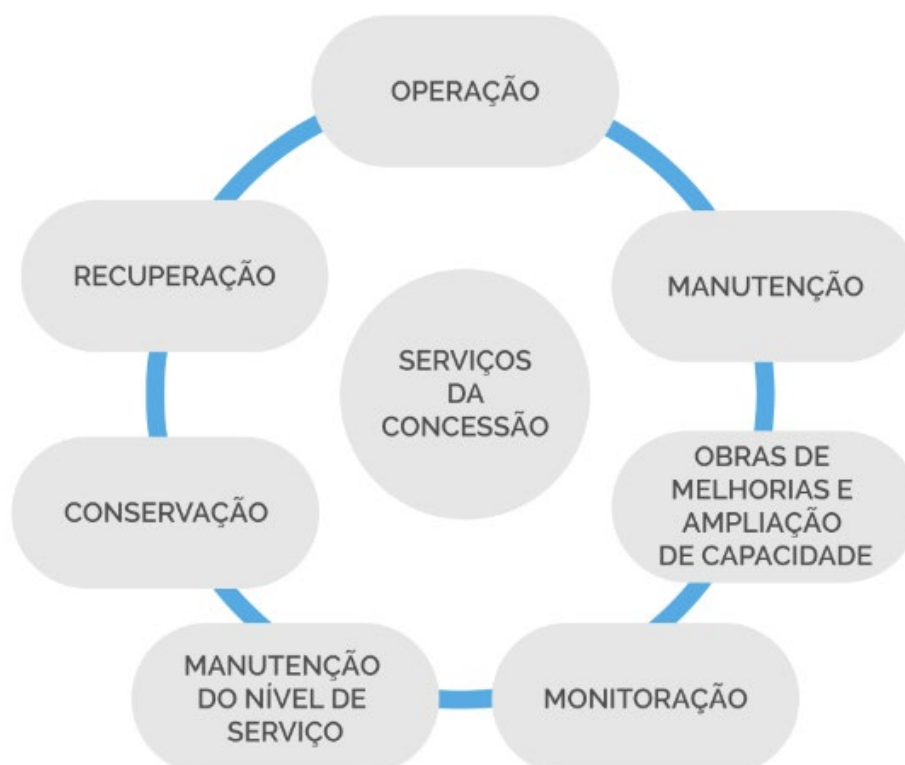 OPERAÇÃO
MANUTENÇÃO
OBRAS DE
MELHORIAS E
AMPLIAÇÃO
DE CAPACIDADE
MONITORAÇÃO
MANUTENÇÃO
DO NÍVEL DE
SERVIÇO
CONSERVAÇÃO
RECUPERAÇÃO
SERVIÇOS
DA
CONCESSÃO